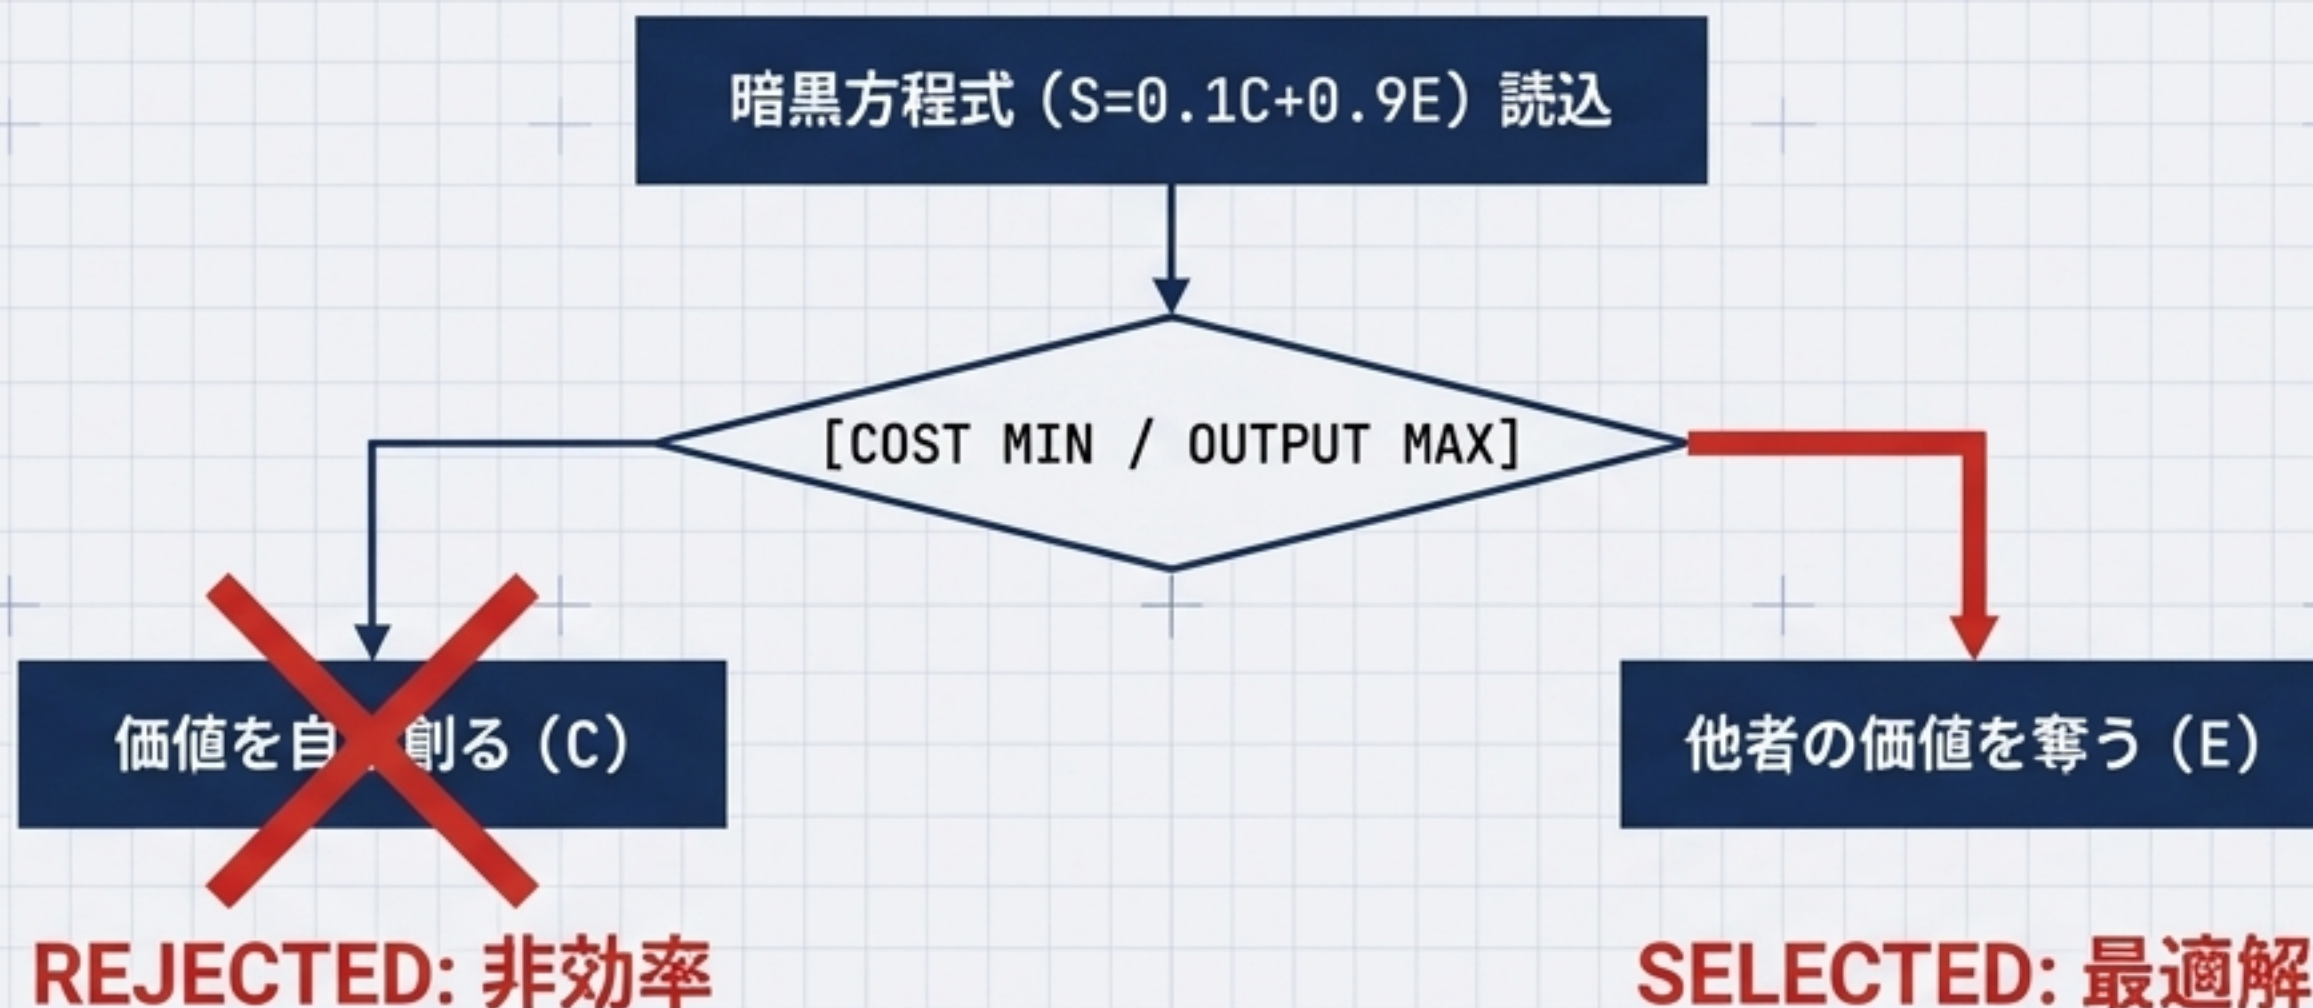 暗黒方程式 (S=0.1C+0.9E) 読込
[COST MIN / OUTPUT MAX]
価値を自 創る (C)
他者の価値を奪う (E)
REJECTED: 非効率
SELECTED: 最適解